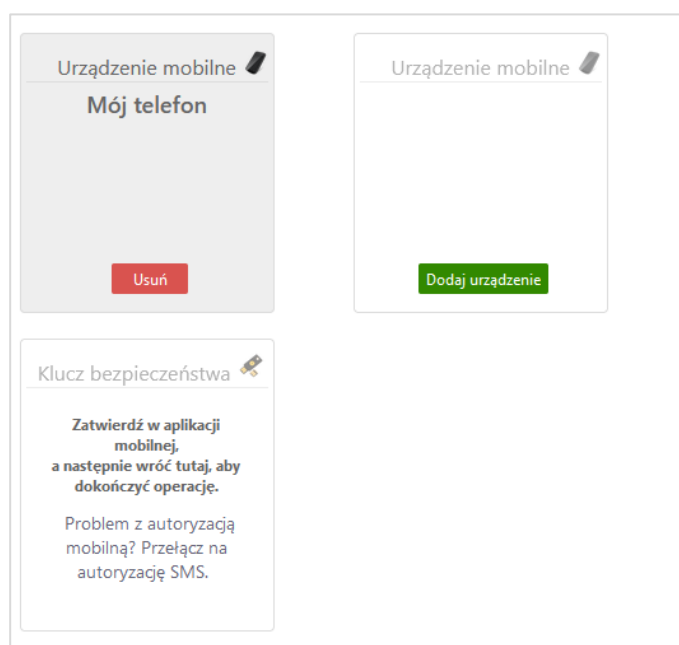 Urządzenie mobilne
Mój telefon
Usuń
Urządzenie mobilne
Dodaj urządzenie
Klucz bezpieczeństwa
Zatwierdź w aplikacji
mobilnej,
a następnie wróć tutaj, aby
dokończyć operację.
Problem z autoryzacją
mobilną? Przełącz na
autoryzację SMS.